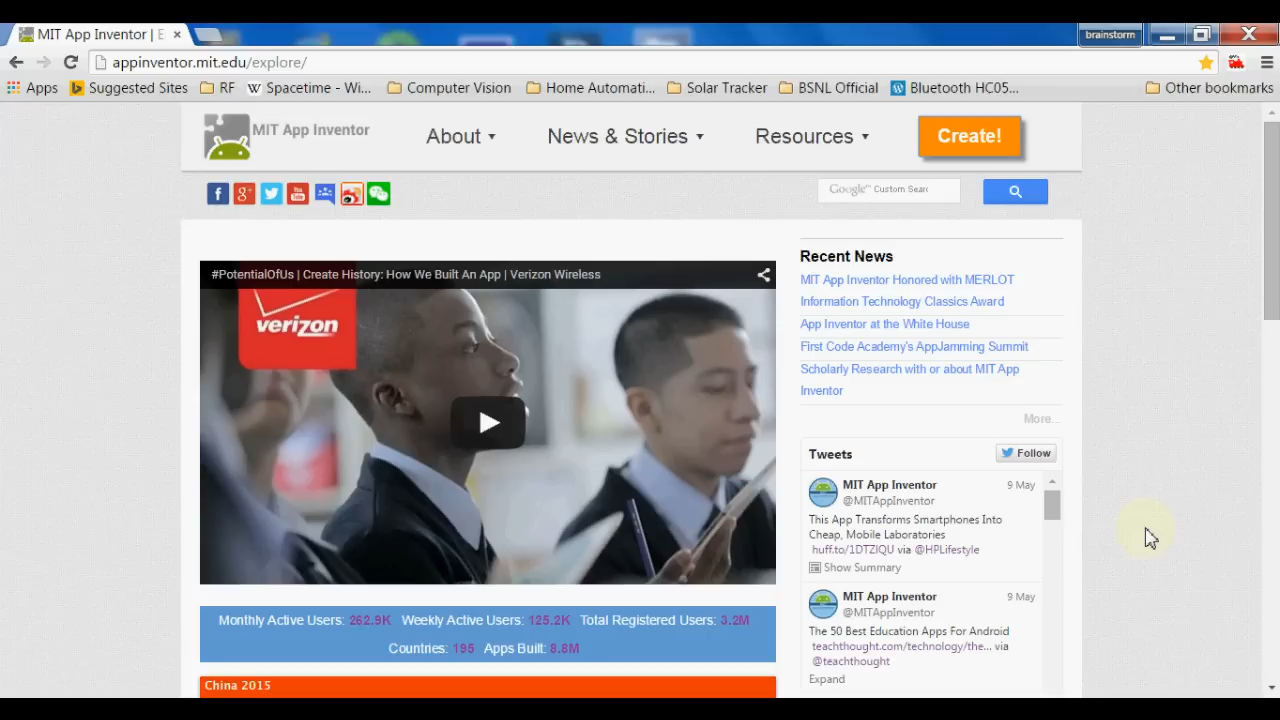 MIT App Inventor | E
brainstorm
appinventor.mit.edu/explore/
Apps
Suggested Sites
RF
Spacetime - Wi...
Computer Vision
Home Automati...
Solar Tracker
BSNL Official
Bluetooth HC05...
Other bookmarks
MIT App Inventor
About
News & Stories
Resources
Create!
Google™ Custom Sear
#PotentialOfUs | Create History: How We Built An App | Verizon Wireless
verizon
Monthly Active Users: 262.9K Weekly Active Users: 125.2K Total Registered Users: 3.2M
Countries: 195 Apps Built: 8.8M
China 2015
Recent News
MIT App Inventor Honored with MERLOT
Information Technology Classics Award
App Inventor at the White House
First Code Academy's AppJamming Summit
Scholarly Research with or about MIT App
Inventor
More...
Tweets
Follow
MIT App Inventor 9 May
@MITAppInventor
This App Transforms Smartphones Into
Cheap, Mobile Laboratories
huff.to/1DTZIQU via @HPLifestyle
Show Summary
MIT App Inventor 9 May
@MITAppInventor
The 50 Best Education Apps For Android
teachthought.com/technology/the... via
@teachthought
Expand